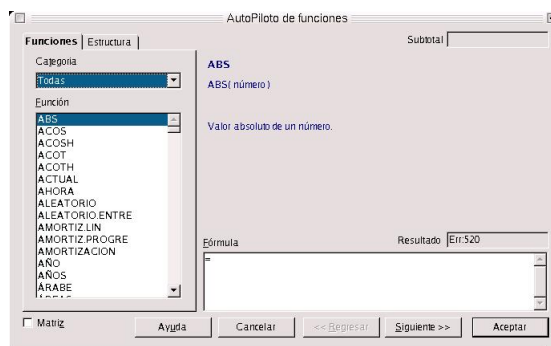 AutoPiloto de funciones
Funciones Estructura
Subtotal
Categoría
Todas
Función
ABS
ACOS
ACOSH
ACOT
ACOTH
ACTUAL
AHORA
ALEATORIO
ALEATORIO.ENTRE
AMORTIZ.LIN
AMORTIZ.PROGRE
AMORTIZACION
AÑO
AÑOS
ÁRABE
ABS
ABS( número )
Valor absoluto de un número.
Fórmula
Resultado Err:520
=
Matriz
Ayuda
Cancelar
<< Regresar
Siguiente >>
Aceptar